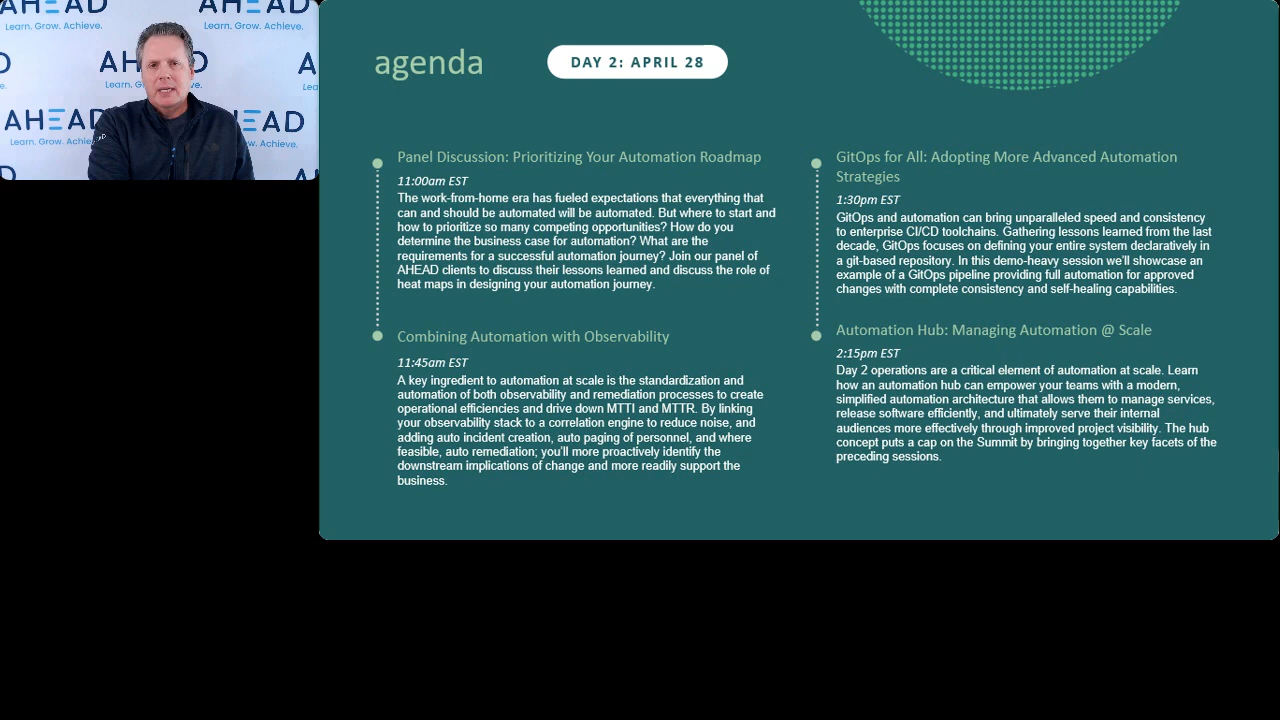 AHEAD
Learn. Grow. Achieve.
Learn. Grow. Achieve.
AH
Learn.
AHEAD
Learn. Grow. Achieve
EAD
Achieve.
agenda
DAY 2: APRIL 28
Panel Discussion: Prioritizing Your Automation Roadmap
11:00am EST
The work-from-home era has fueled expectations that everything that
can and should be automated will be automated. But where to start and
how to prioritize so many competing opportunities? How do you
determine the business case for automation? What are the
requirements for a successful automation journey? Join our panel of
AHEAD clients to discuss their lessons learned and discuss the role of
heat maps in designing your automation journey.
Combining Automation with Observability
11:45am EST
A key ingredient to automation at scale is the standardization and
automation of both observability and remediation processes to create
operational efficiencies and drive down MTTI and MTTR. By linking
your observability stack to a correlation engine to reduce noise, and
adding auto incident creation, auto paging of personnel, and where
feasible, auto remediation; you'll more proactively identify the
downstream implications of change and more readily support the
business.
GitOps for All: Adopting More Advanced Automation
Strategies
1:30pm EST
GitOps and automation can bring unparalleled speed and consistency
to enterprise CI/CD toolchains. Gathering lessons learned from the last
decade, GitOps focuses on defining your entire system declaratively in
a git-based repository. In this demo-heavy session we'll showcase an
example of a GitOps pipeline providing full automation for approved
changes with complete consistency and self-healing capabilities.
Automation Hub: Managing Automation @ Scale
2:15pm EST
Day 2 operations are a critical element of automation at scale. Learn
how an automation hub can empower your teams with a modern,
simplified automation architecture that allows them to manage services,
release software efficiently, and ultimately serve their internal
audiences more effectively through improved project visibility. The hub
concept puts a cap on the Summit by bringing together key facets of the
preceding sessions.